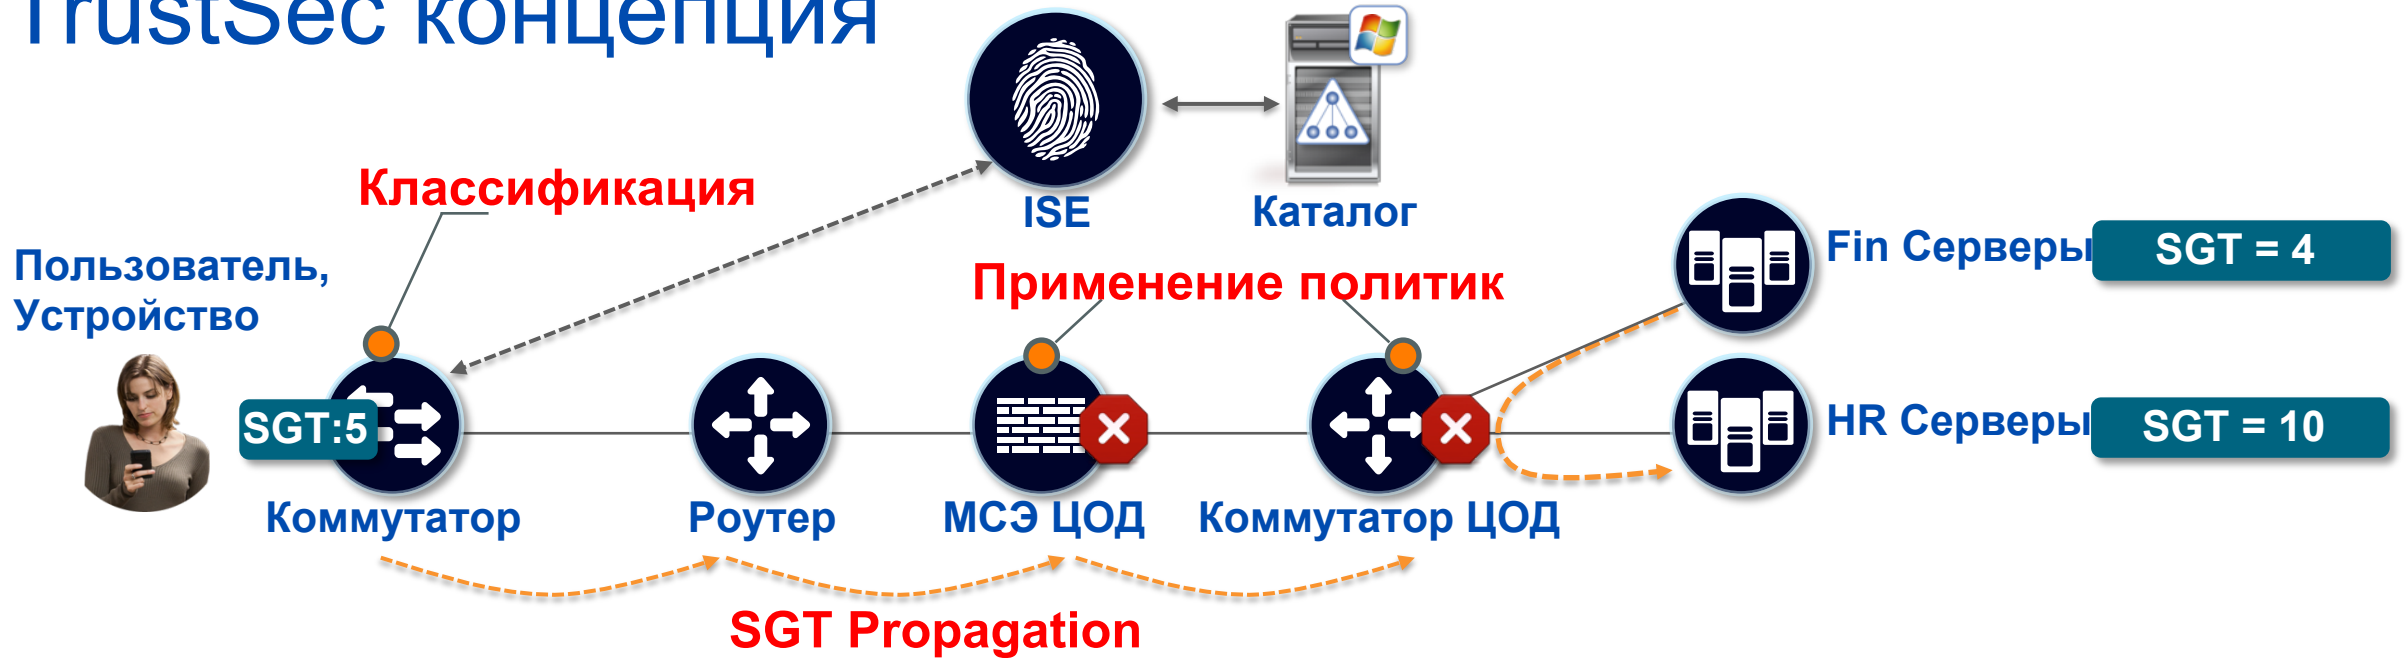 TrustSec концепция
Классификация
ISE
Каталог
Пользователь,
Устройство
Применение политик
Fin Серверы
SGT = 4
SGT:5
HR Серверы
SGT = 10
Коммутатор
Роутер
МСЭ ЦОД
Коммутатор ЦОД
SGT Propagation